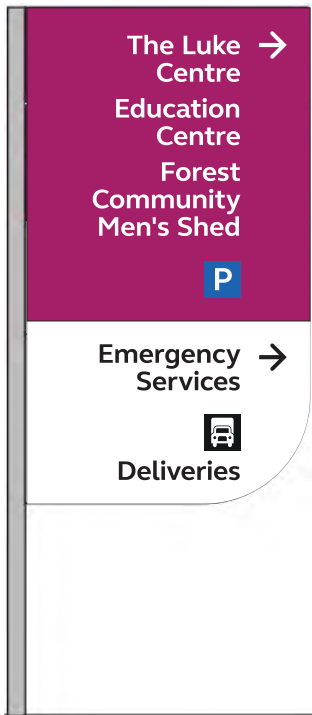 The Luke
Centre
Education
Centre
Forest
Community
Men's Shed
P
Emergency
Services
Deliveries